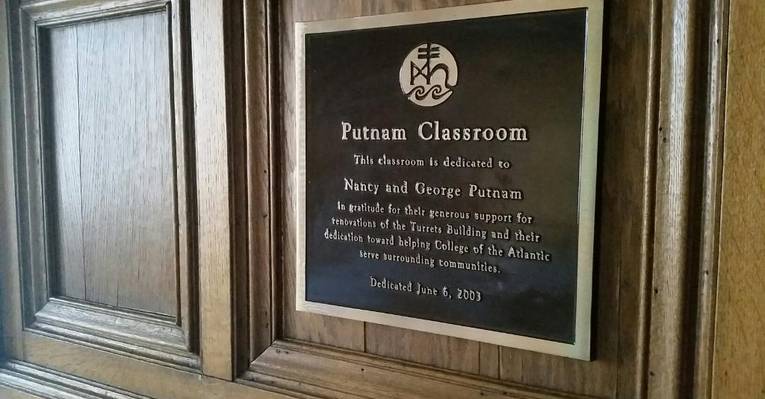 Putnam Classroom
This classroom is dedicated to
Nancy and George Putnam
in gratitude for their generous support for
renovations of the Turrets Building and their
dedication toward helping College of the Atlantic
serve surrounding communities.
Dedicated June 6, 2003